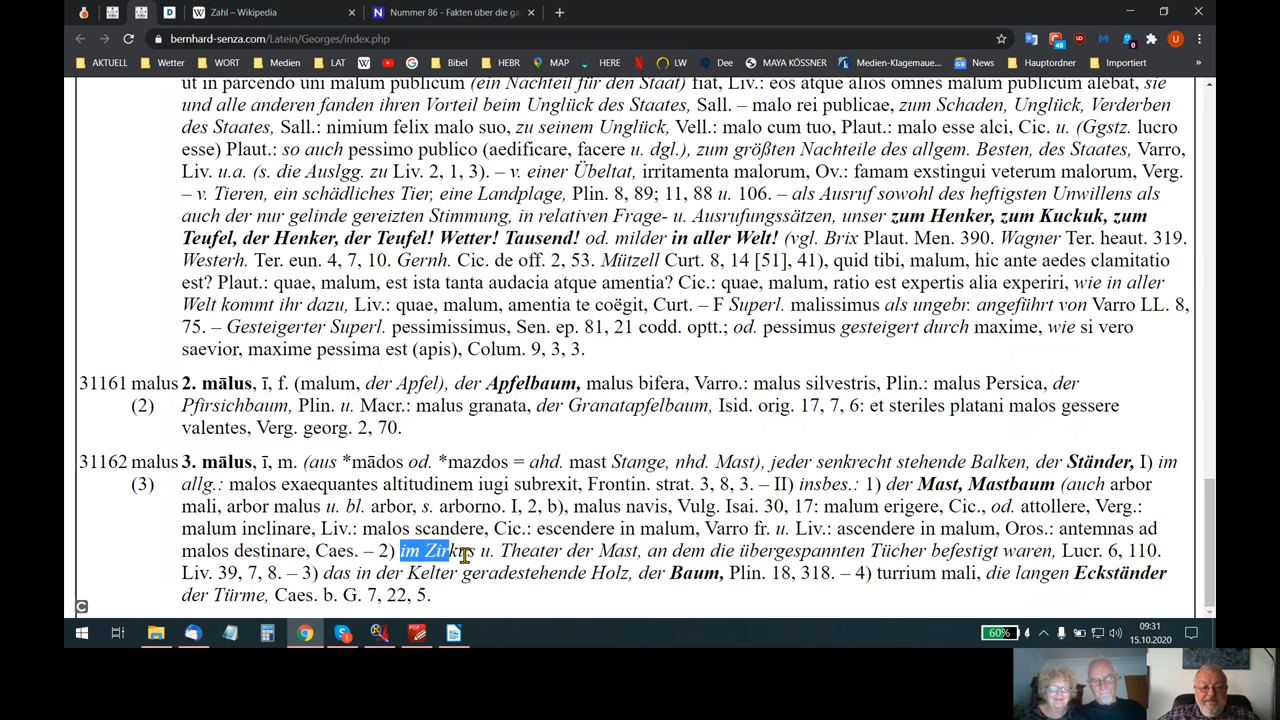 Zahl – Wikipedia
Nummer 86 - Fakten über die ga
bernhard-senza.com/Latein/Georges/index.php
AKTUELL Wetter WORT Medien LAT Bibel HEBR MAP HERE LW Dee MAYA KÖSSNER Medien-Klagemaue... News Hauptordner Importiert
ut in parcendo uni malum publicum (ein Nachteil für den Staat) fiat, Liv.: eos atque alios omnes malum publicum alebat, sie
und alle anderen fanden ihren Vorteil beim Unglück des Staates, Sall. – malo rei publicae, zum Schaden, Unglück, Verderben
des Staates, Sall.: nimium felix malo suo, zu seinem Unglück, Vell.: malo cum tuo, Plaut.: malo esse alci, Cic. u. (Ggstz. lucro
esse) Plaut.: so auch pessimo publico (aedificare, facere u. dgl.), zum größten Nachteile des allgem. Besten, des Staates, Varro,
Liv. u.a. (s. die Auslgg. zu Liv. 2, 1, 3). – v. einer Übeltat, irritamenta malorum, Ov.: famam exstingui veterum malorum, Verg.
– v. Tieren, ein schädliches Tier, eine Landplage, Plin. 8, 89; 11, 88 u. 106. – als Ausruf sowohl des heftigsten Unwillens als
auch der nur gelinde gereizten Stimmung, in relativen Frage- u. Ausrufungssätzen, unser zum Henker, zum Kuckuk, zum
Teufel, der Henker, der Teufel! Wetter! Tausend! od. milder in aller Welt! (vgl. Brix Plaut. Men. 390. Wagner Ter. heaut. 319.
Westerh. Ter. eun. 4, 7, 10. Gernh. Cic. de off. 2, 53. Mützell Curt. 8, 14 [51], 41), quid tibi, malum, hic ante aedes clamitatio
est? Plaut.: quae, malum, est ista tanta audacia atque amentia? Cic.: quae, malum, ratio est expertis alia experiri, wie in aller
Welt kommt ihr dazu, Liv.: quae, malum, amentia te coëgit, Curt. – F Superl. malissimus als ungebr. angeführt von Varro LL. 8,
75. – Gesteigerter Superl. pessimissimus, Sen. ep. 81, 21 codd. optt.; od. pessimus gesteigert durch maxime, wie si vero
saevior, maxime pessima est (apis), Colum. 9, 3, 3.
31161 malus 2. mālus, ī, f. (malum, der Apfel), der Apfelbaum, malus bifera, Varro.: malus silvestris, Plin.: malus Persica, der
(2) Pfirsichbaum, Plin. u. Macr.: malus granata, der Granatapfelbaum, Isid. orig. 17, 7, 6: et steriles platani malos gessere
valentes, Verg. georg. 2, 70.
31162 malus 3. mālus, ī, m. (aus *mādos od. *mazdos = ahd. mast Stange, nhd. Mast), jeder senkrecht stehende Balken, der Ständer, I) im
(3) allg.: malos exaequantes altitudinem iugi subrexit, Frontin. strat. 3, 8, 3. – II) insbes.: 1) der Mast, Mastbaum (auch arbor
mali, arbor malus u. bl. arbor, s. arborno. I, 2, b), malus navis, Vulg. Isai. 30, 17: malum erigere, Cic., od. attollere, Verg.:
malum inclinare, Liv.: malos scandere, Cic.: escendere in malum, Varro fr. u. Liv.: ascendere in malum, Oros.: antemnas ad
malos destinare, Caes. – 2) im Zirkus u. Theater der Mast, an dem die übergespannten Tücher befestigt waren, Lucr. 6, 110.
Liv. 39, 7, 8. – 3) das in der Kelter geradestehende Holz, der Baum, Plin. 18, 318. – 4) turrium mali, die langen Eckständer
der Türme, Caes. b. G. 7, 22, 5.
60%
09:31
15.10.2020